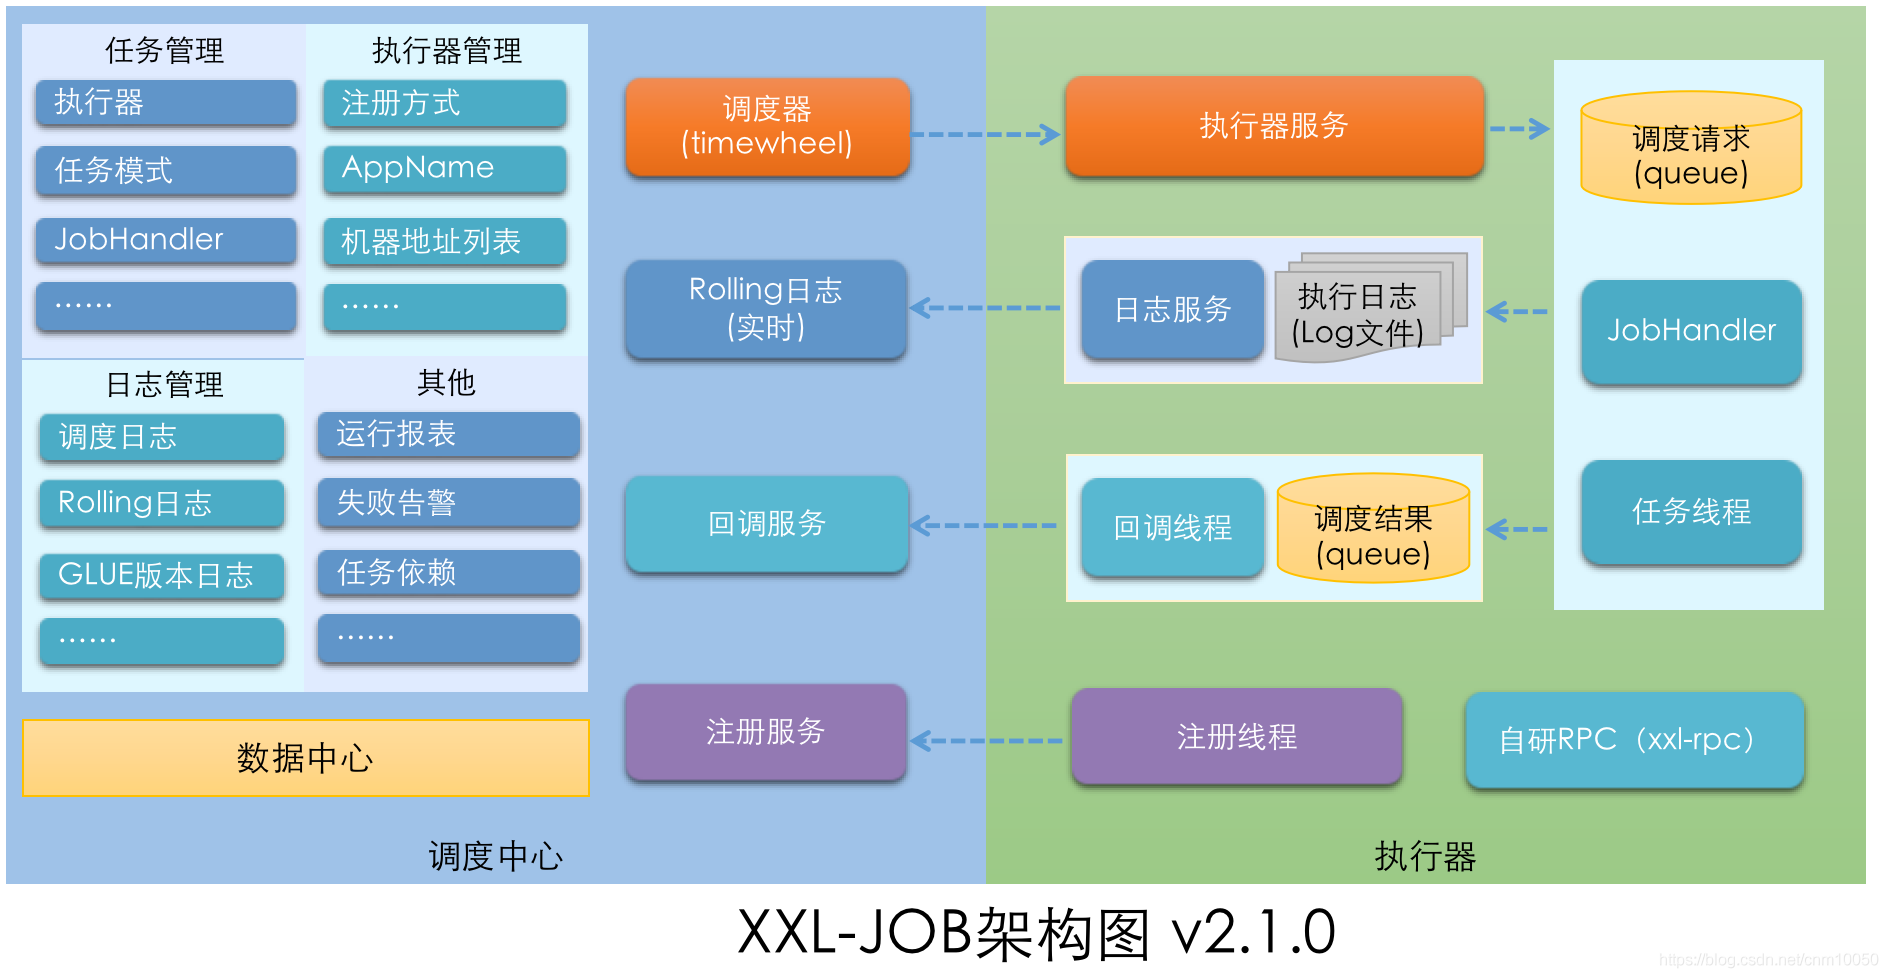 任务管理
执行器
任务模式
JobHandler
……
执行器管理
注册方式
AppName
机器地址列表
……
日志管理
调度日志
Rolling日志
GLUE版本日志
……
其他
运行报表
失败告警
任务依赖
……
数据中心
调度器
(timewheel)
Rolling日志
(实时)
回调服务
注册服务
调度中心
执行器服务
日志服务
执行日志
(Log文件)
回调线程
调度结果
(queue)
注册线程
调度请求
(queue)
JobHandler
任务线程
自研RPC（xxl-rpc）
执行器
XXL-JOB架构图 v2.1.0
https://blog.csdn.net/cnm10050